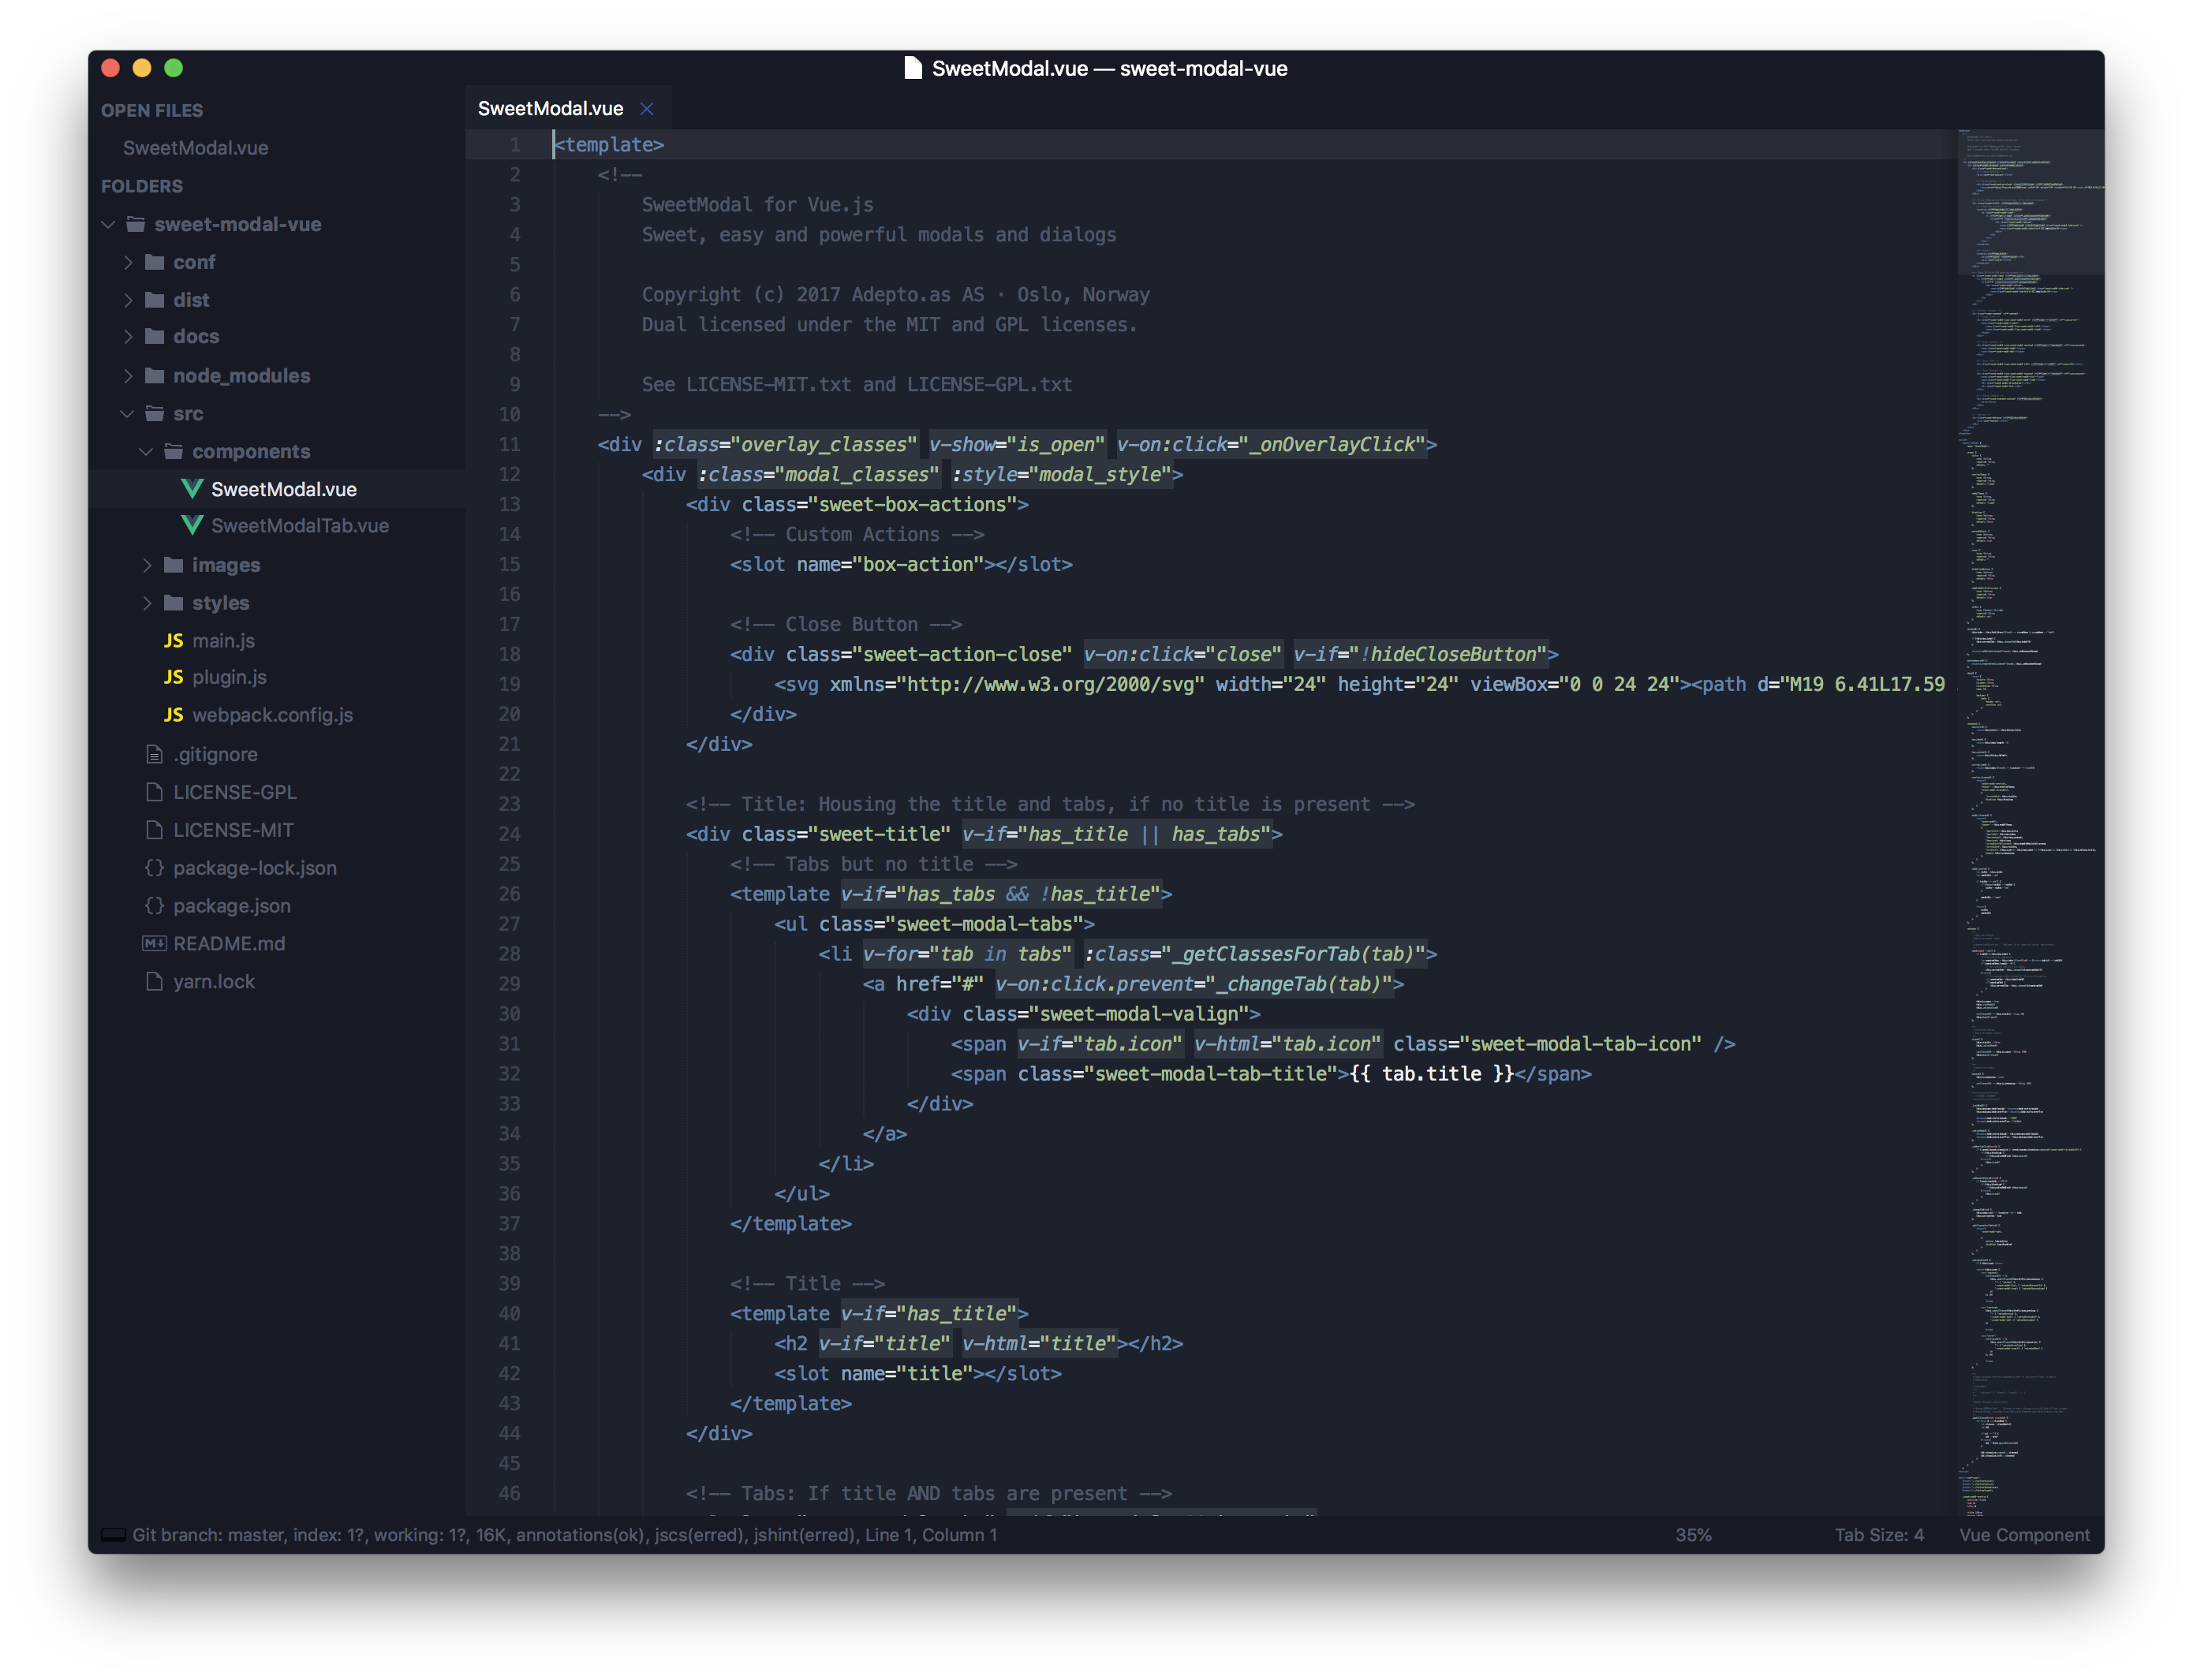 SweetModal.vue — sweet-modal-vue
OPEN FILES
SweetModal.vue
FOLDERS
sweet-modal-vue
conf
dist
docs
node_modules
src
components
SweetModal.vue
SweetModalTab.vue
images
styles
JS main.js
JS plugin.js
JS webpack.config.js
.gitignore
LICENSE-GPL
LICENSE-MIT
{} package-lock.json
{} package.json
M↓ README.md
yarn.lock
SweetModal.vue ×
1 <template>
2 <!--
3 SweetModal for Vue.js
4 Sweet, easy and powerful modals and dialogs
5
6 Copyright (c) 2017 Adepto.as AS · Oslo, Norway
7 Dual licensed under the MIT and GPL licenses.
8
9 See LICENSE-MIT.txt and LICENSE-GPL.txt
10 -->
11 <div :class="overlay_classes" v-show="is_open" v-on:click="_onOverlayClick">
12 <div :class="modal_classes" :style="modal_style">
13 <div class="sweet-box-actions">
14 <!-- Custom Actions -->
15 <slot name="box-action"></slot>
16
17 <!-- Close Button -->
18 <div class="sweet-action-close" v-on:click="close" v-if="!hideCloseButton">
19 <svg xmlns="http://www.w3.org/2000/svg" width="24" height="24" viewBox="0 0 24 24"><path d="M19 6.41L17.59
20 </div>
21 </div>
22
23 <!-- Title: Housing the title and tabs, if no title is present -->
24 <div class="sweet-title" v-if="has_title || has_tabs">
25 <!-- Tabs but no title -->
26 <template v-if="has_tabs && !has_title">
27 <ul class="sweet-modal-tabs">
28 <li v-for="tab in tabs" :class="_getClassesForTab(tab)">
29 <a href="#" v-on:click.prevent="_changeTab(tab)">
30 <div class="sweet-modal-valign">
31 <span v-if="tab.icon" v-html="tab.icon" class="sweet-modal-tab-icon" />
32 <span class="sweet-modal-tab-title">{{ tab.title }}</span>
33 </div>
34 </a>
35 </li>
36 </ul>
37 </template>
38
39 <!-- Title -->
40 <template v-if="has_title">
41 <h2 v-if="title" v-html="title"></h2>
42 <slot name="title"></slot>
43 </template>
44 </div>
45
46 <!-- Tabs: If title AND tabs are present -->
Git branch: master, index: 1?, working: 1?, 16K, annotations(ok), jscs(erred), jshint(erred), Line 1, Column 1
35%
Tab Size: 4
Vue Component